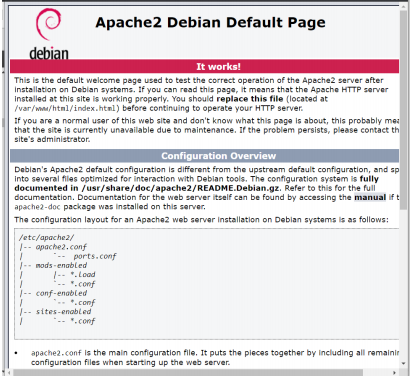 Apache2 Debian Default Page
debian
It works!
This is the default welcome page used to test the correct operation of the Apache2 server after
installation on Debian systems. If you can read this page, it means that the Apache HTTP server
installed at this site is working properly. You should replace this file (located at
/var/www/html/index.html) before continuing to operate your HTTP server.
If you are a normal user of this web site and don't know what this page is about, this probably mea
that the site is currently unavailable due to maintenance. If the problem persists, please contact th
site's administrator.
Configuration Overview
Debian's Apache2 default configuration is different from the upstream default configuration, and sp
into several files optimized for interaction with Debian tools. The configuration system is fully
documented in /usr/share/doc/apache2/README.Debian.gz. Refer to this for the full
documentation. Documentation for the web server itself can be found by accessing the manual if t
apache2-doc package was installed on this server.
The configuration layout for an Apache2 web server installation on Debian systems is as follows:
/etc/apache2/
|-- apache2.conf
|       `--  ports.conf
|-- mods-enabled
|       |-- *.load
|       `-- *.conf
|-- conf-enabled
|       `-- *.conf
|-- sites-enabled
|       `-- *.conf
• apache2.conf is the main configuration file. It puts the pieces together by including all remainin
configuration files when starting up the web server.